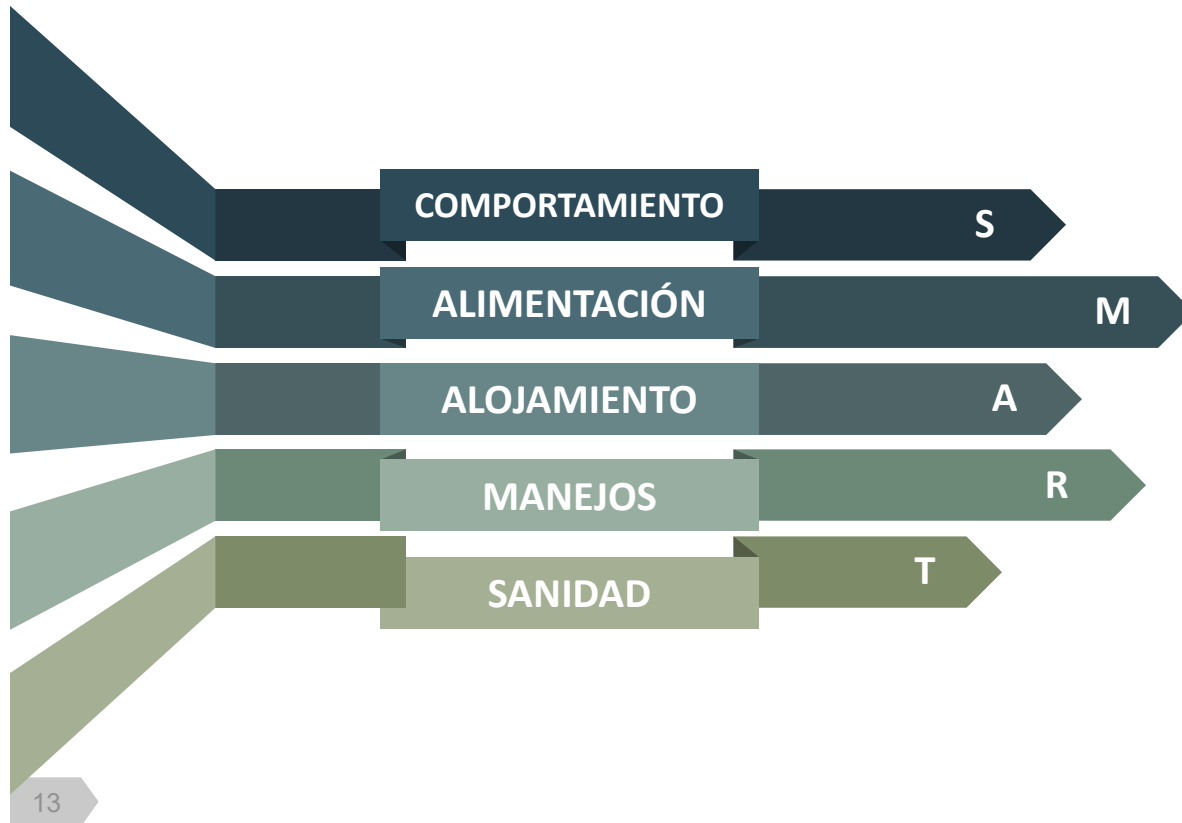 COMPORTAMIENTO S
ALIMENTACIÓN M
ALOJAMIENTO A
MANEJOS R
SANIDAD T
13